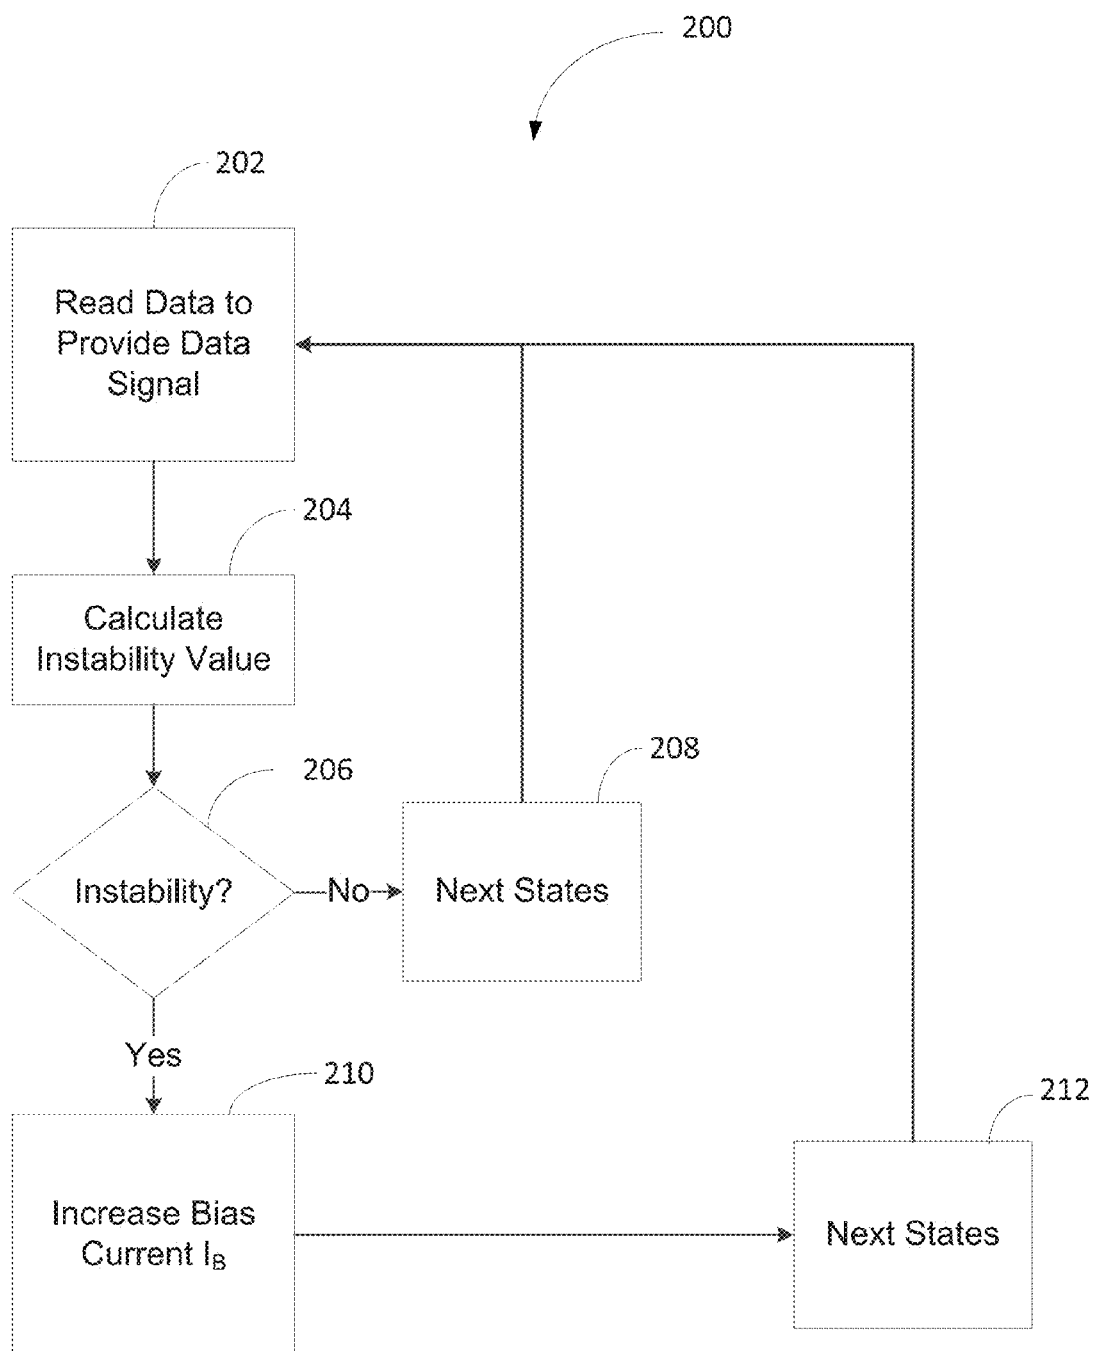 200
202
Read Data to
Provide Data
Signal
204
Calculate
Instability Value
206
Instability?
No
208
Next States
Yes
210
Increase Bias
Current I_B
212
Next States